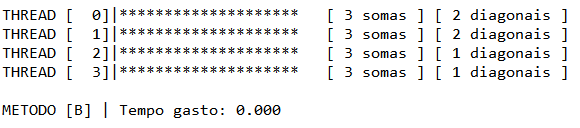 THREAD [  0]|********************   [ 3 somas ] [ 2 diagonais ]
THREAD [  1]|********************   [ 3 somas ] [ 2 diagonais ]
THREAD [  2]|********************   [ 3 somas ] [ 1 diagonais ]
THREAD [  3]|********************   [ 3 somas ] [ 1 diagonais ]
METODO [B] | Tempo gasto: 0.000